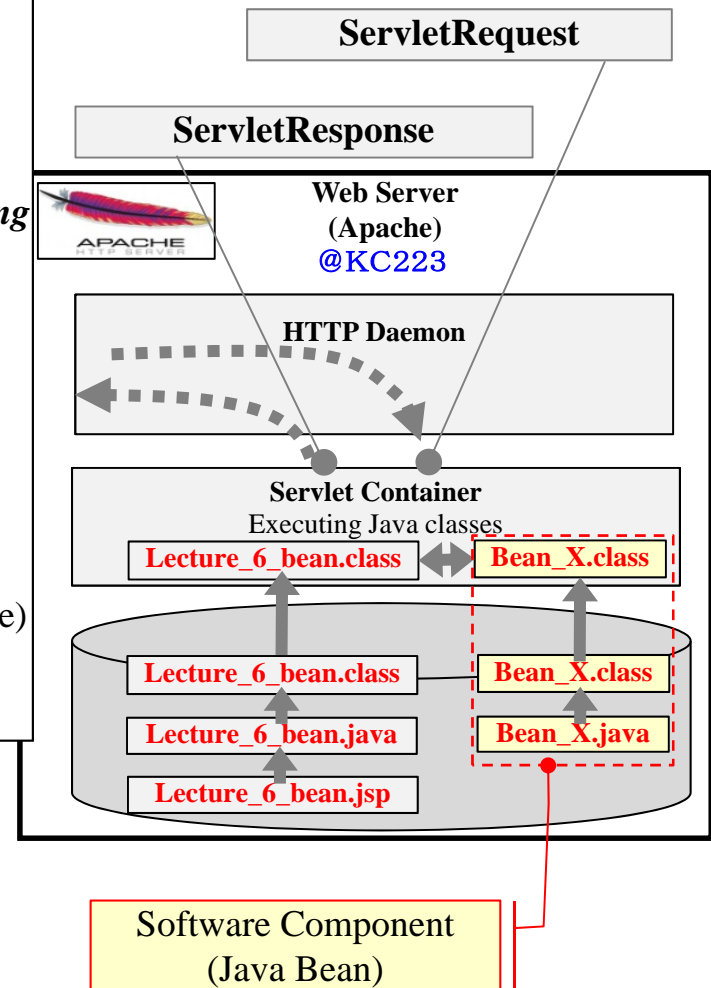 ServletRequest
ServletResponse
ng
APACHE
HTTP SERVER
Web Server
(Apache)
@KC223
HTTP Daemon
Servlet Container
Executing Java classes
Lecture_6_bean.class
Bean_X.class
e)
Lecture_6_bean.class
Bean_X.class
Lecture_6_bean.java
Bean_X.java
Lecture_6_bean.jsp
Software Component
(Java Bean)